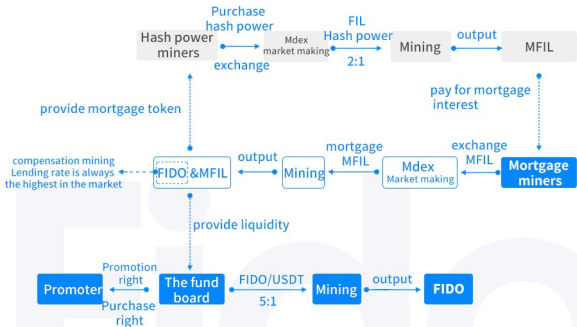 Purchase
hash power
FIL
Hash power
output
Hash power
miners
Mdex
market making
Mining
MFIL
exchange
2:1
provide mortgage token
pay for mortgage
interest
compensation mining
Lending rate is always
the highest in the market
FIDO &MFIL
output
Mining
mortgage
MFIL
Mdex
Market making
exchange
MFIL
Mortgage
miners
provide liquidity
Promoter
Promotion
right
Purchase
right
The fund
board
FIDO/USDT
5:1
Mining
output
FIDO
Fido